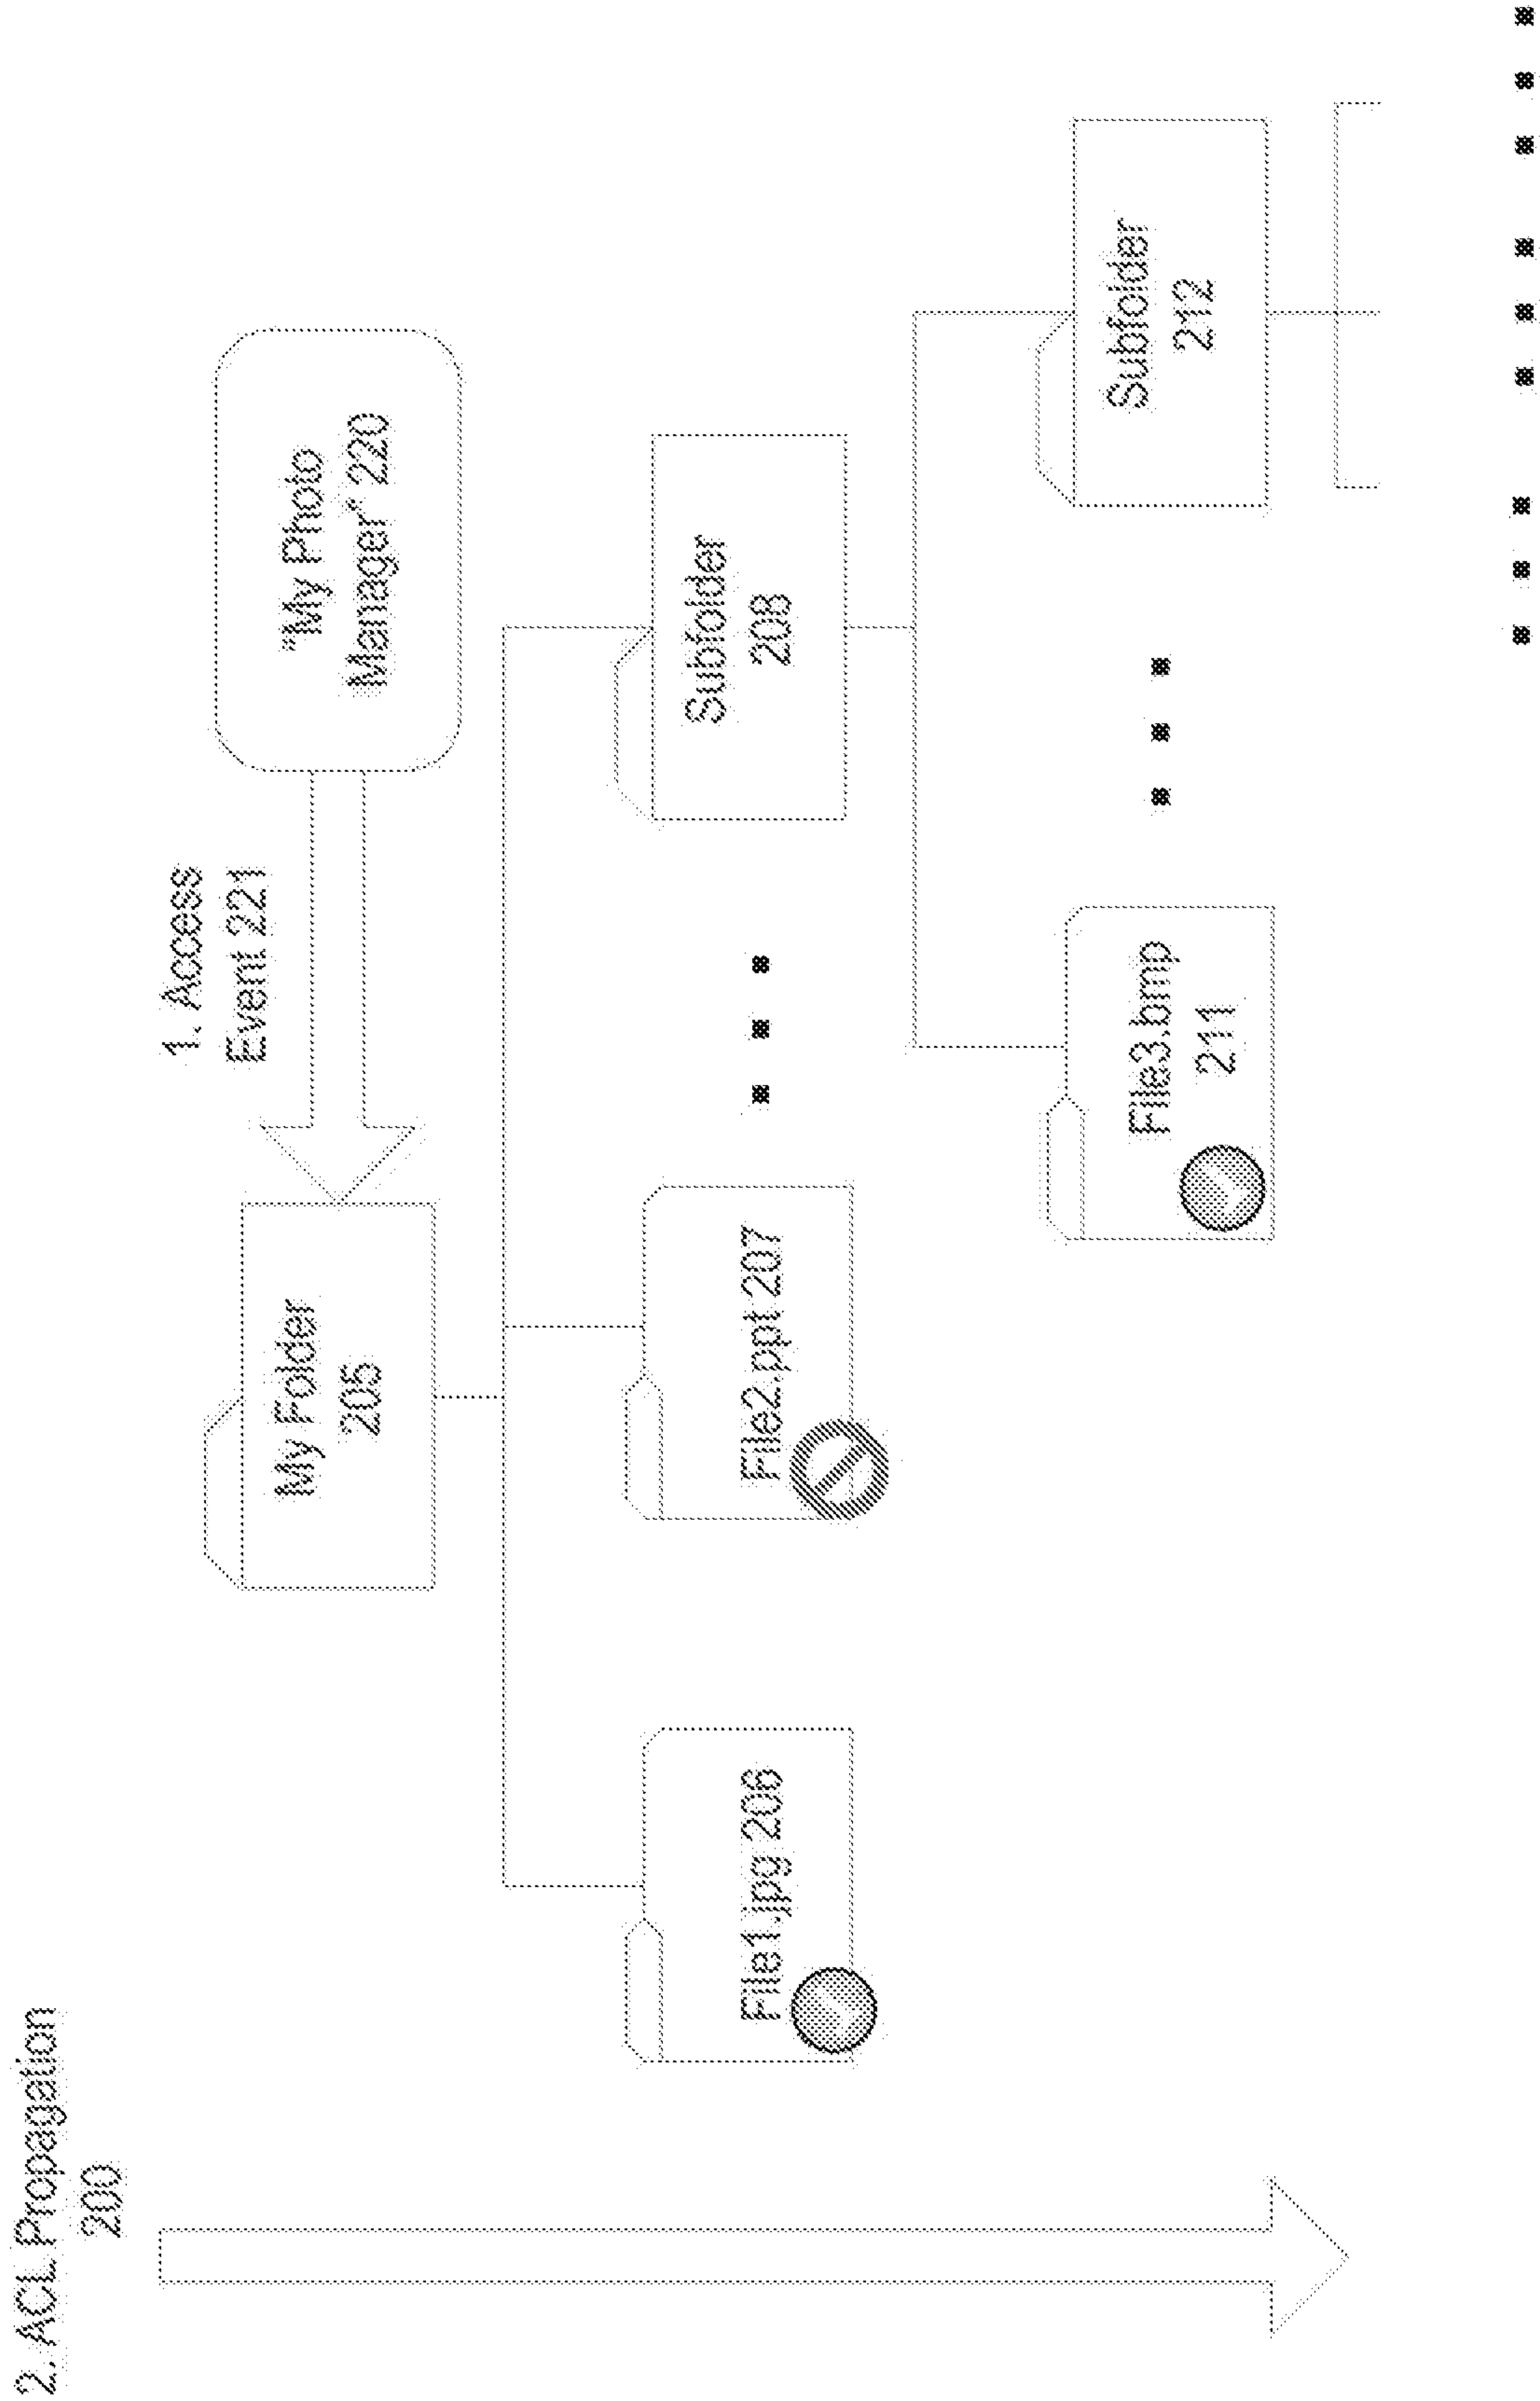 2. ACL Propagation
200
1. Access
Event 221
"My Photo
Manager" 220
My Folder
205
File1.jpg 206
File2.ppt 207
Subfolder
208
File3.bmp
211
Subfolder
212